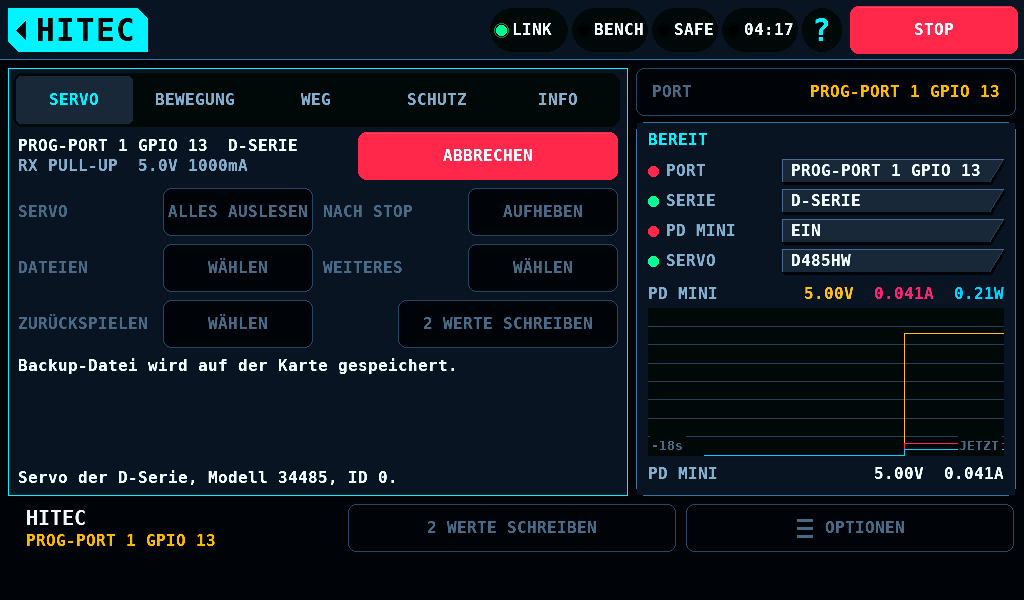 HITEC
LINK
BENCH
SAFE
04:17
?
STOP
SERVO
BEWEGUNG
WEG
SCHUTZ
INFO
PROG-PORT 1 GPIO 13  D-SERIE
RX PULL-UP  5.0V 1000mA
ABBRECHEN
SERVO
ALLES AUSLESEN
NACH STOP
AUFHEBEN
DATEIEN
WÄHLEN
WEITERES
WÄHLEN
ZURÜCKSPIELEN
WÄHLEN
2 WERTE SCHREIBEN
Backup-Datei wird auf der Karte gespeichert.
Servo der D-Serie, Modell 34485, ID 0.
PORT
PROG-PORT 1 GPIO 13
BEREIT
PORT
PROG-PORT 1 GPIO 13
SERIE
D-SERIE
PD MINI
EIN
SERVO
D485HW
PD MINI
5.00V  0.041A  0.21W
-18s
JETZT
PD MINI
5.00V  0.041A
HITEC
PROG-PORT 1 GPIO 13
2 WERTE SCHREIBEN
OPTIONEN